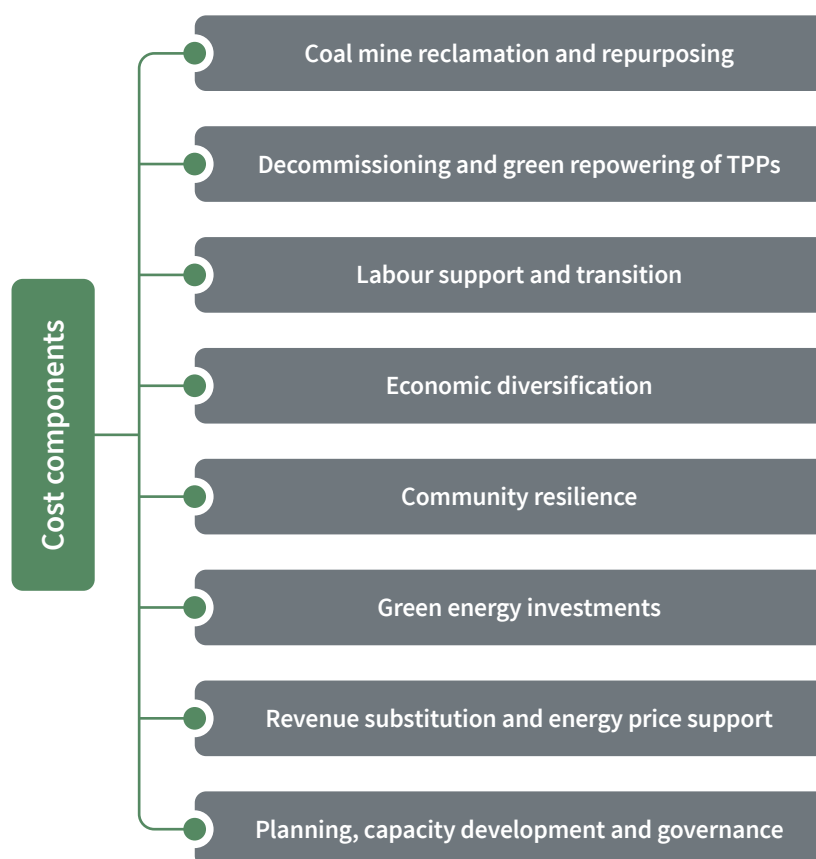 Cost components
Coal mine reclamation and repurposing
Decommissioning and green repowering of TPPs
Labour support and transition
Economic diversification
Community resilience
Green energy investments
Revenue substitution and energy price support
Planning, capacity development and governance